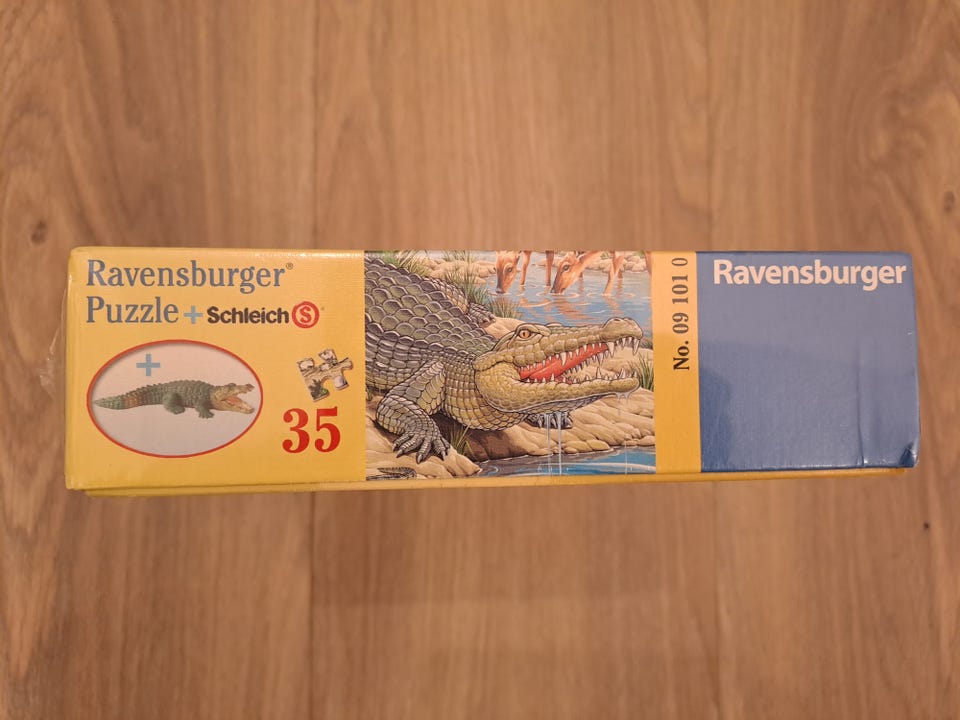 Ravensburger®
Puzzle + Schleich S
+
35
No. 09 101 0
Ravensburger